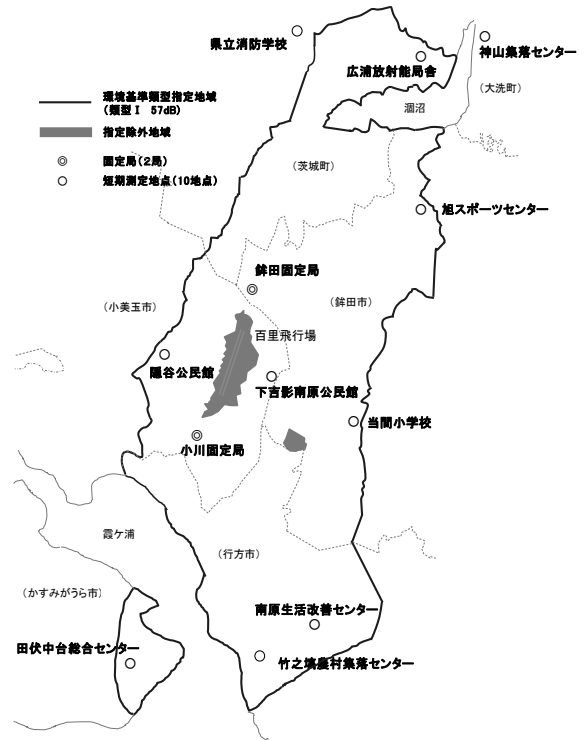 県立消防学校
神山集落センター
広浦放射能局舎
(大洗町)
涸沼
環境基準類型指定地域
(類型Ⅰ 57dB)
指定除外地域
固定局(2局)
短期測定地点(10地点)
(茨城町)
旭スポーツセンター
鉾田固定局
(小美玉市)
(鉾田市)
百里飛行場
隠谷公民館
下吉影南原公民館
当間小学校
小川固定局
霞ケ浦
(行方市)
(かすみがうら市)
南原生活改善センター
田伏中台総合センター
竹之塙農村集落センター